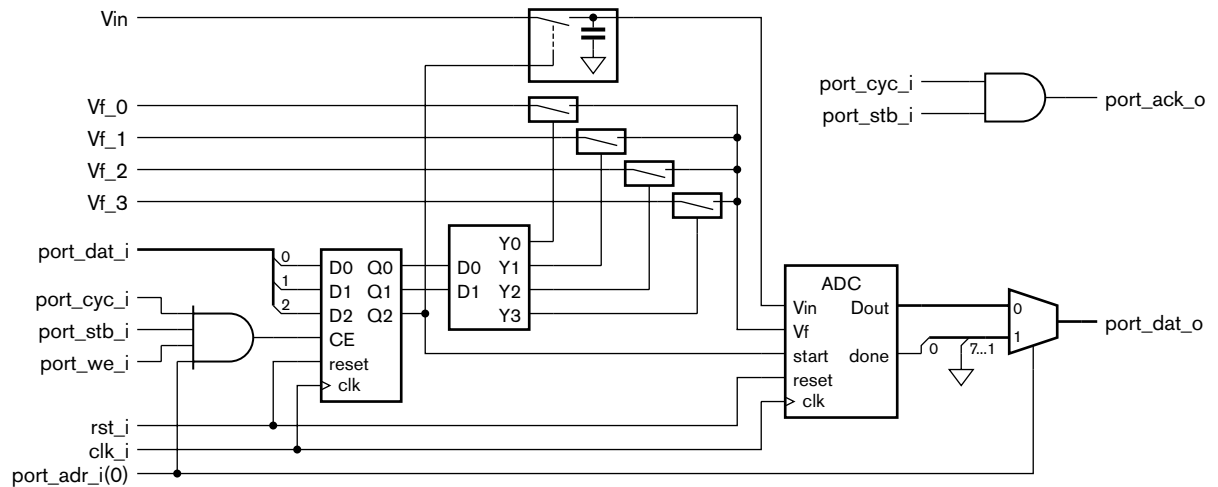 Vin
port_cyc_i
port_stb_i
port_ack_o
Vf_0
Vf_1
Vf_2
Vf_3
port_dat_i
0
1
2
port_cyc_i
port_stb_i
port_we_i
D0 Q0
D1 Q1
D2 Q2
CE
reset
clk
Y0
D0 Y1
D1 Y2
Y3
ADC
Vin Dout
Vf
start done
reset
clk
0
7...1
0
1
port_dat_o
rst_i
clk_i
port_adr_i(0)